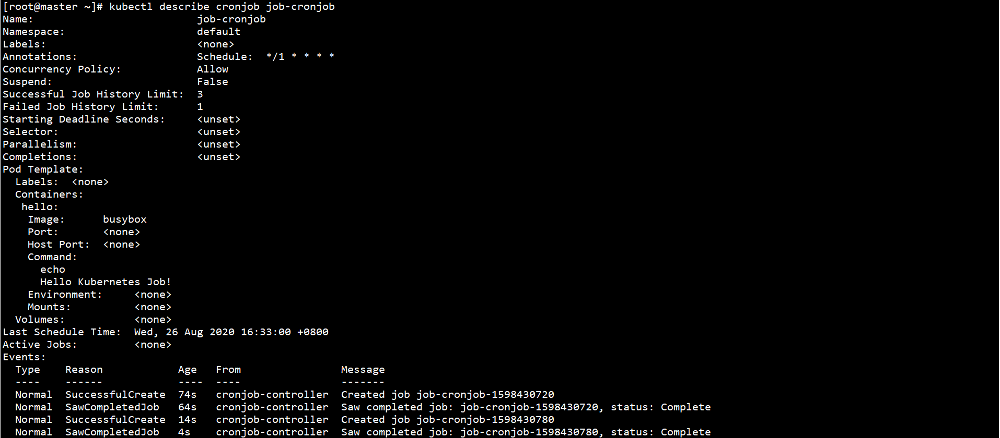 [root@master ~]# kubectl describe cronjob job-cronjob
Name:                          job-cronjob
Namespace:                     default
Labels:                        <none>
Annotations:                   Schedule:  */1 * * * *
Concurrency Policy:            Allow
Suspend:                       False
Successful Job History Limit:  3
Failed Job History Limit:      1
Starting Deadline Seconds:     <unset>
Selector:                      <unset>
Parallelism:                   <unset>
Completions:                   <unset>
Pod Template:
  Labels:  <none>
  Containers:
   hello:
    Image:      busybox
    Port:       <none>
    Host Port:  <none>
    Command:
      echo
      Hello Kubernetes Job!
    Environment:     <none>
    Mounts:          <none>
  Volumes:           <none>
Last Schedule Time:  Wed, 26 Aug 2020 16:33:00 +0800
Active Jobs:         <none>
Events:
  Type    Reason            Age   From                Message
  ----    ------            ----  ----                -------
  Normal  SuccessfulCreate  74s   cronjob-controller  Created job job-cronjob-1598430720
  Normal  SawCompletedJob   64s   cronjob-controller  Saw completed job: job-cronjob-1598430720, status: Complete
  Normal  SuccessfulCreate  14s   cronjob-controller  Created job job-cronjob-1598430780
  Normal  SawCompletedJob   4s    cronjob-controller  Saw completed job: job-cronjob-1598430780, status: Complete